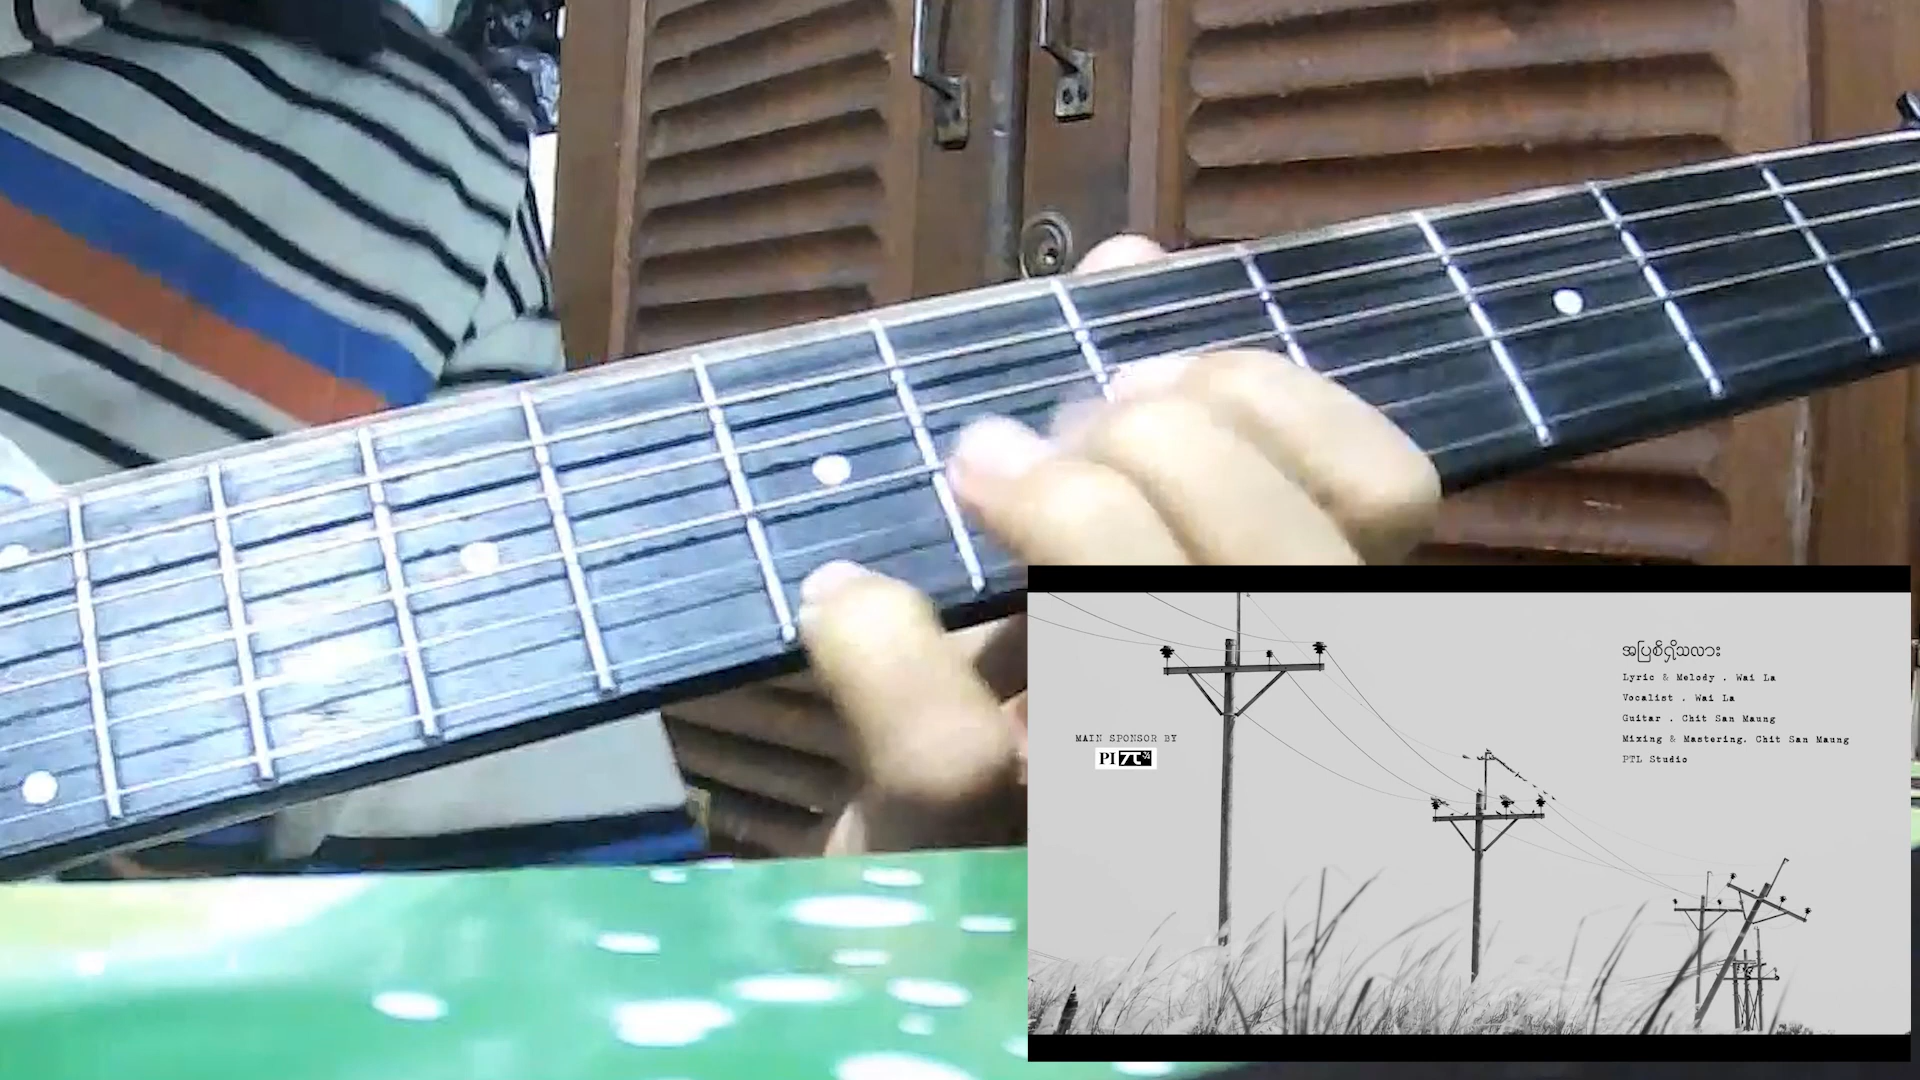 MAIN SPONSOR BY
PI
အပြစ်ရှိသလား
Lyric & Melody . Wai La
Vocalist . Wai La
Guitar . Chit San Maung
Mixing & Mastering. Chit San Maung
PTL Studio